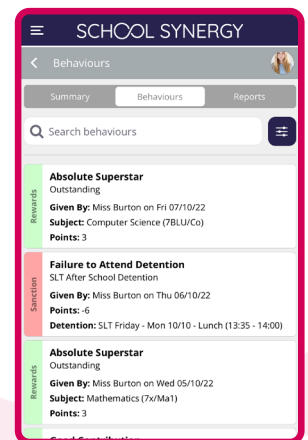 SCHOOL SYNERGY
Behaviours
Summary Behaviours Reports
Search behaviours
Rewards
Absolute Superstar
Outstanding
Given By: Miss Burton on Fri 07/10/22
Subject: Computer Science (7BLU/Co)
Points: 3
Sanction
Failure to Attend Detention
SLT After School Detention
Given By: Miss Burton on Thu 06/10/22
Points: -6
Detention: SLT Friday - Mon 10/10 - Lunch (13:35 - 14:00)
Rewards
Absolute Superstar
Outstanding
Given By: Miss Burton on Wed 05/10/22
Subject: Mathematics (7x/Ma1)
Points: 3
Good Contribution